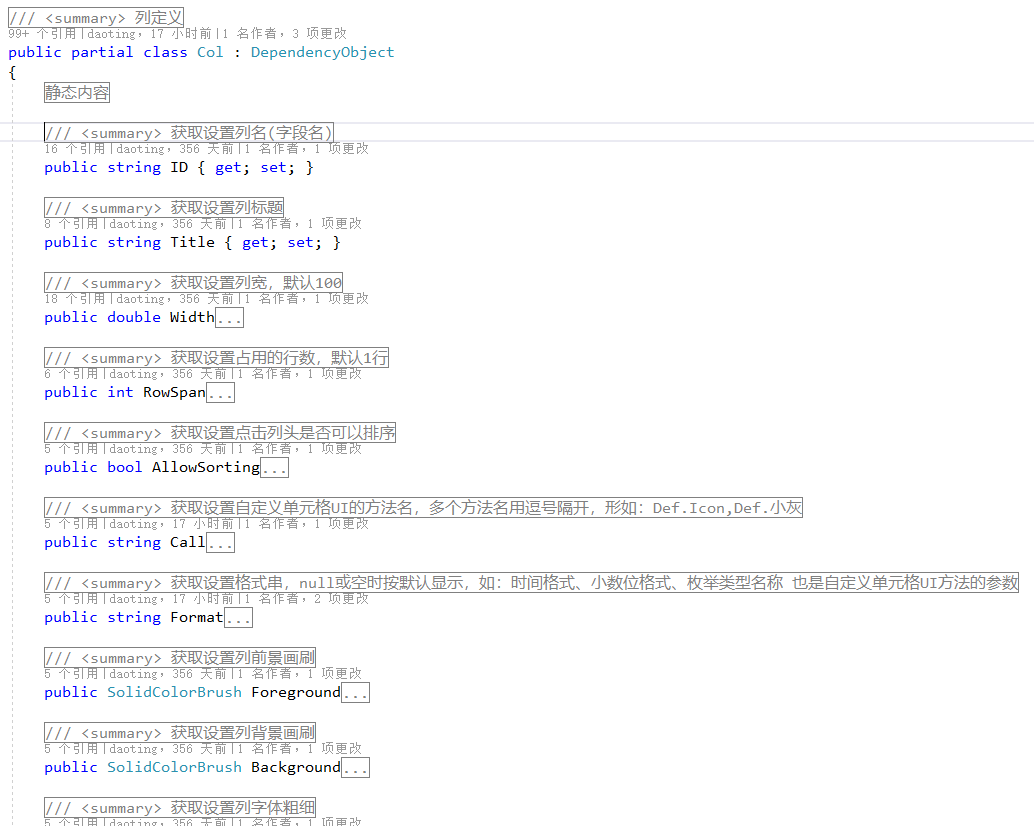 /// <summary> 列定义
99+ 个引用|daoting，17 小时前|1 名作者，3 项更改
public partial class Col : DependencyObject
{
静态内容
/// <summary> 获取设置列名(字段名)
16 个引用|daoting，356 天前|1 名作者，1 项更改
public string ID { get; set; }
/// <summary> 获取设置列标题
8 个引用|daoting，356 天前|1 名作者，1 项更改
public string Title { get; set; }
/// <summary> 获取设置列宽，默认100
18 个引用|daoting，356 天前|1 名作者，1 项更改
public double Width...
/// <summary> 获取设置占用的行数，默认1行
6 个引用|daoting，356 天前|1 名作者，1 项更改
public int RowSpan...
/// <summary> 获取设置点击列头是否可以排序
5 个引用|daoting，356 天前|1 名作者，1 项更改
public bool AllowSorting...
/// <summary> 获取设置自定义单元格UI的方法名，多个方法名用逗号隔开，形如：Def.Icon,Def.小灰
5 个引用|daoting，17 小时前|1 名作者，1 项更改
public string Call...
/// <summary> 获取设置格式串，null或空时按默认显示，如：时间格式、小数位格式、枚举类型名称 也是自定义单元格UI方法的参数
5 个引用|daoting，17 小时前|1 名作者，2 项更改
public string Format...
/// <summary> 获取设置列前景画刷
5 个引用|daoting，356 天前|1 名作者，1 项更改
public SolidColorBrush Foreground...
/// <summary> 获取设置列背景画刷
5 个引用|daoting，356 天前|1 名作者，1 项更改
public SolidColorBrush Background...
/// <summary> 获取设置列字体粗细
5 个引用|daoting，356 天前|1 名作者，1 项更改